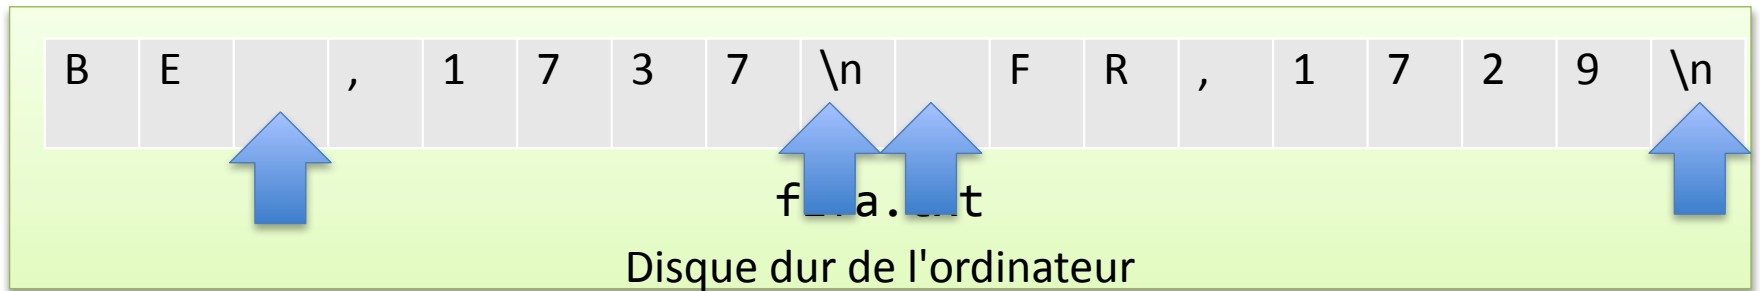 B E , 1 7 3 7 \n F R , 1 7 2 9 \n
Disque dur de l'ordinateur